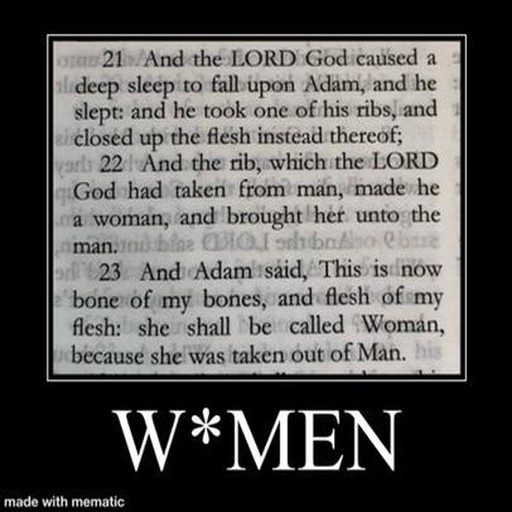 21 And the LORD God caused a
deep sleep to fall upon Adam, and he
slept: and he took one of his ribs, and
closed up the flesh instead thereof;
22 And the rib, which the LORD
God had taken from man, made he
a woman, and brought her unto the
man.
23 And Adam said, This is now
bone of my bones, and flesh of my
flesh: she shall be called Woman,
because she was taken out of Man.
W*MEN
made with mematic